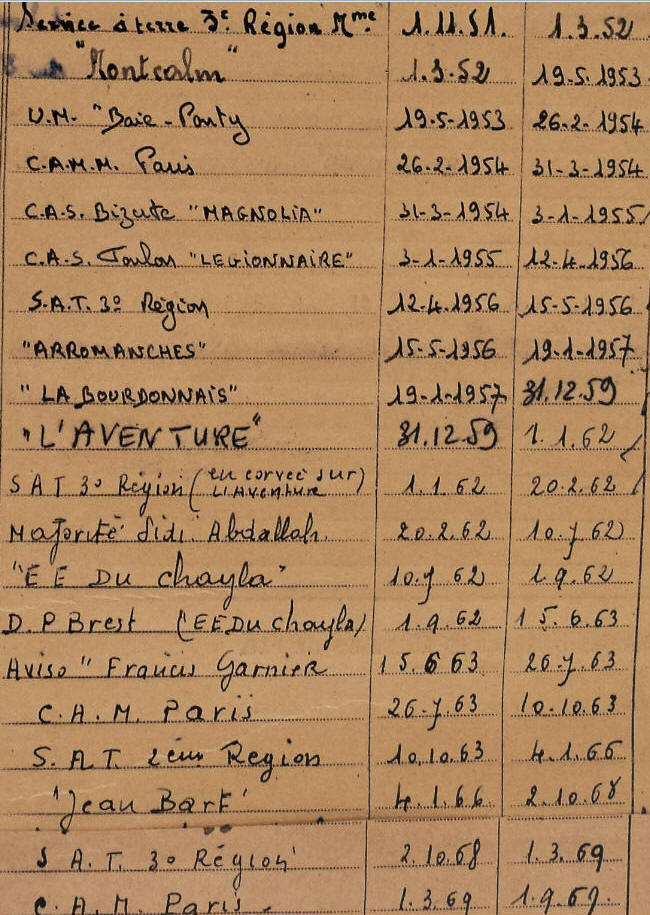 Service à terre 3e Région Mme 1.11.51. 1.3.52
"Montcalm" 1.3.52 19.5.1953
U.M. "Baie-Ponty 19-5-1953 26-2-1954
C.A.M.M. Paris 26-2-1954 31-3-1954
C.A.S. Bizerte "MAGNOLIA" 31-3-1954 3-1-1955
C.A.S. Toulon "LEGIONNAIRE" 3-1-1955 12-4-1956
S.A.T. 3º Région 12-4-1956 15-5-1956
"ARROMANCHES" 15-5-1956 19-1-1957
"LA BOURDONNAIS" 19-1-1957 31.12.59
"L'AVENTURE" 31.12.59 1.1.62
S A T 3º Région (en corvée sur) 1.1.62 20.2.62
L'Aventure
Majorité Sidi Abdallah. 20.2.62 10.7.62
"E E Du Chayla" 10.7 62 1.9.62
D.P Brest (EE Du chayla) 1.9.62 15.6.63
Aviso "Francis Garnier 15.6 63 26.7.63
C.A.M. Paris 26.7.63 10.10.63
S.A.T. 2ème Region 10.10.63 4.1.66
'Jean Bart' 4.1.66 2.10.68
S A.T. 3º Région 2.10.68 1.3.69
C.A.M. Paris. 1.3.69 1.9.69.